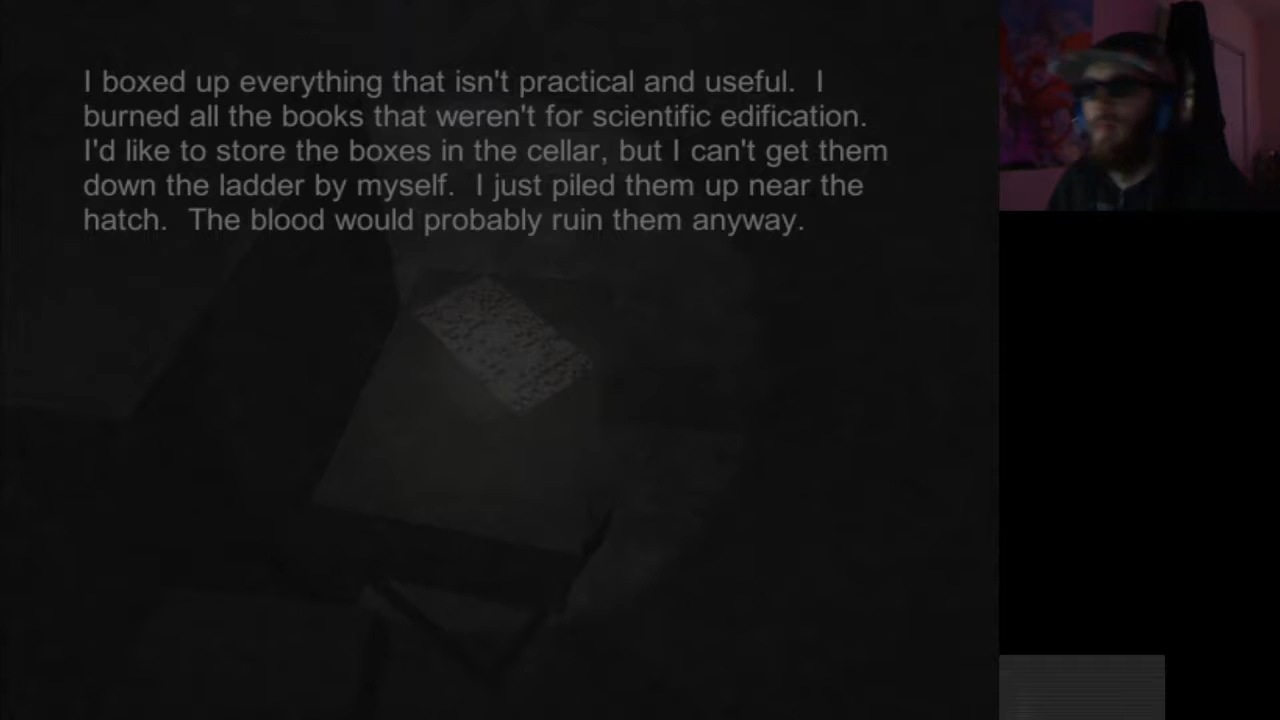 I boxed up everything that isn't practical and useful.  I
burned all the books that weren't for scientific edification.
I'd like to store the boxes in the cellar, but I can't get them
down the ladder by myself.  I just piled them up near the
hatch.  The blood would probably ruin them anyway.